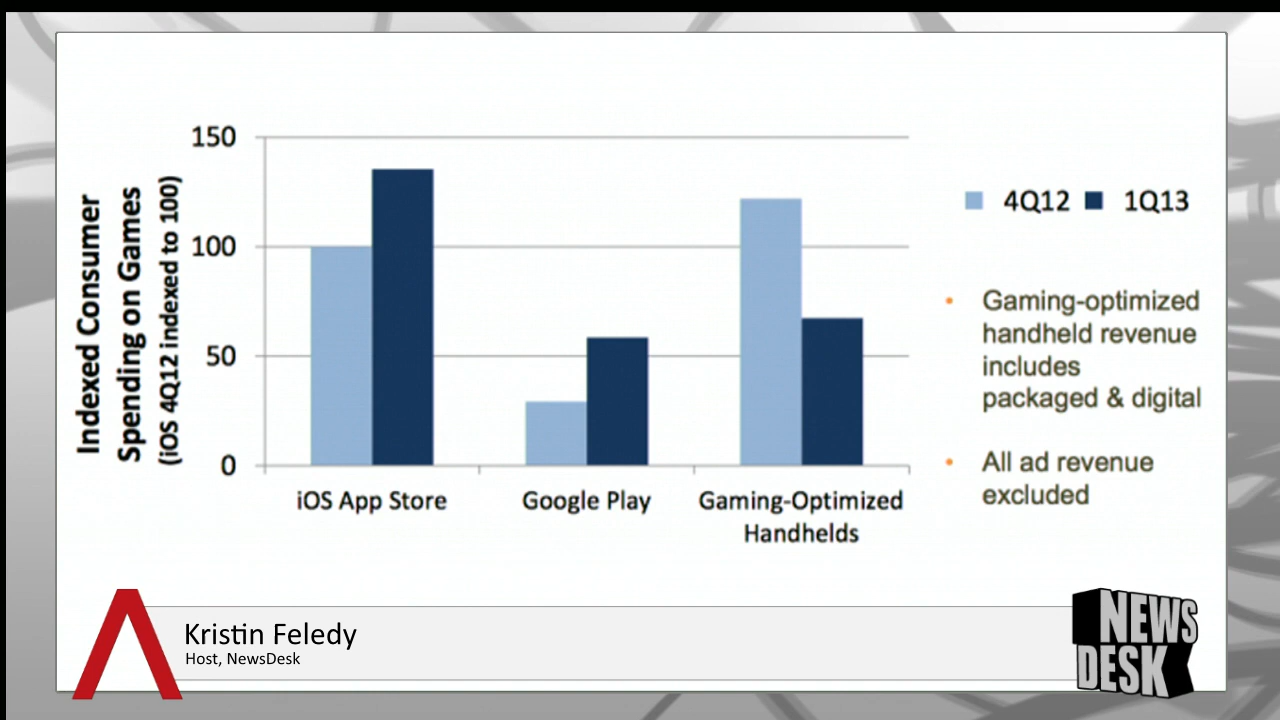 Indexed Consumer
Spending on Games
(iOS 4Q12 indexed to 100)
150
100
50
0
iOS App Store
Google Play
Gaming-Optimized
Handhelds
4Q12
1Q13
• Gaming-optimized
handheld revenue
includes
packaged & digital
• All ad revenue
excluded
Kristin Feledy
Host, NewsDesk
NEWS
DESK